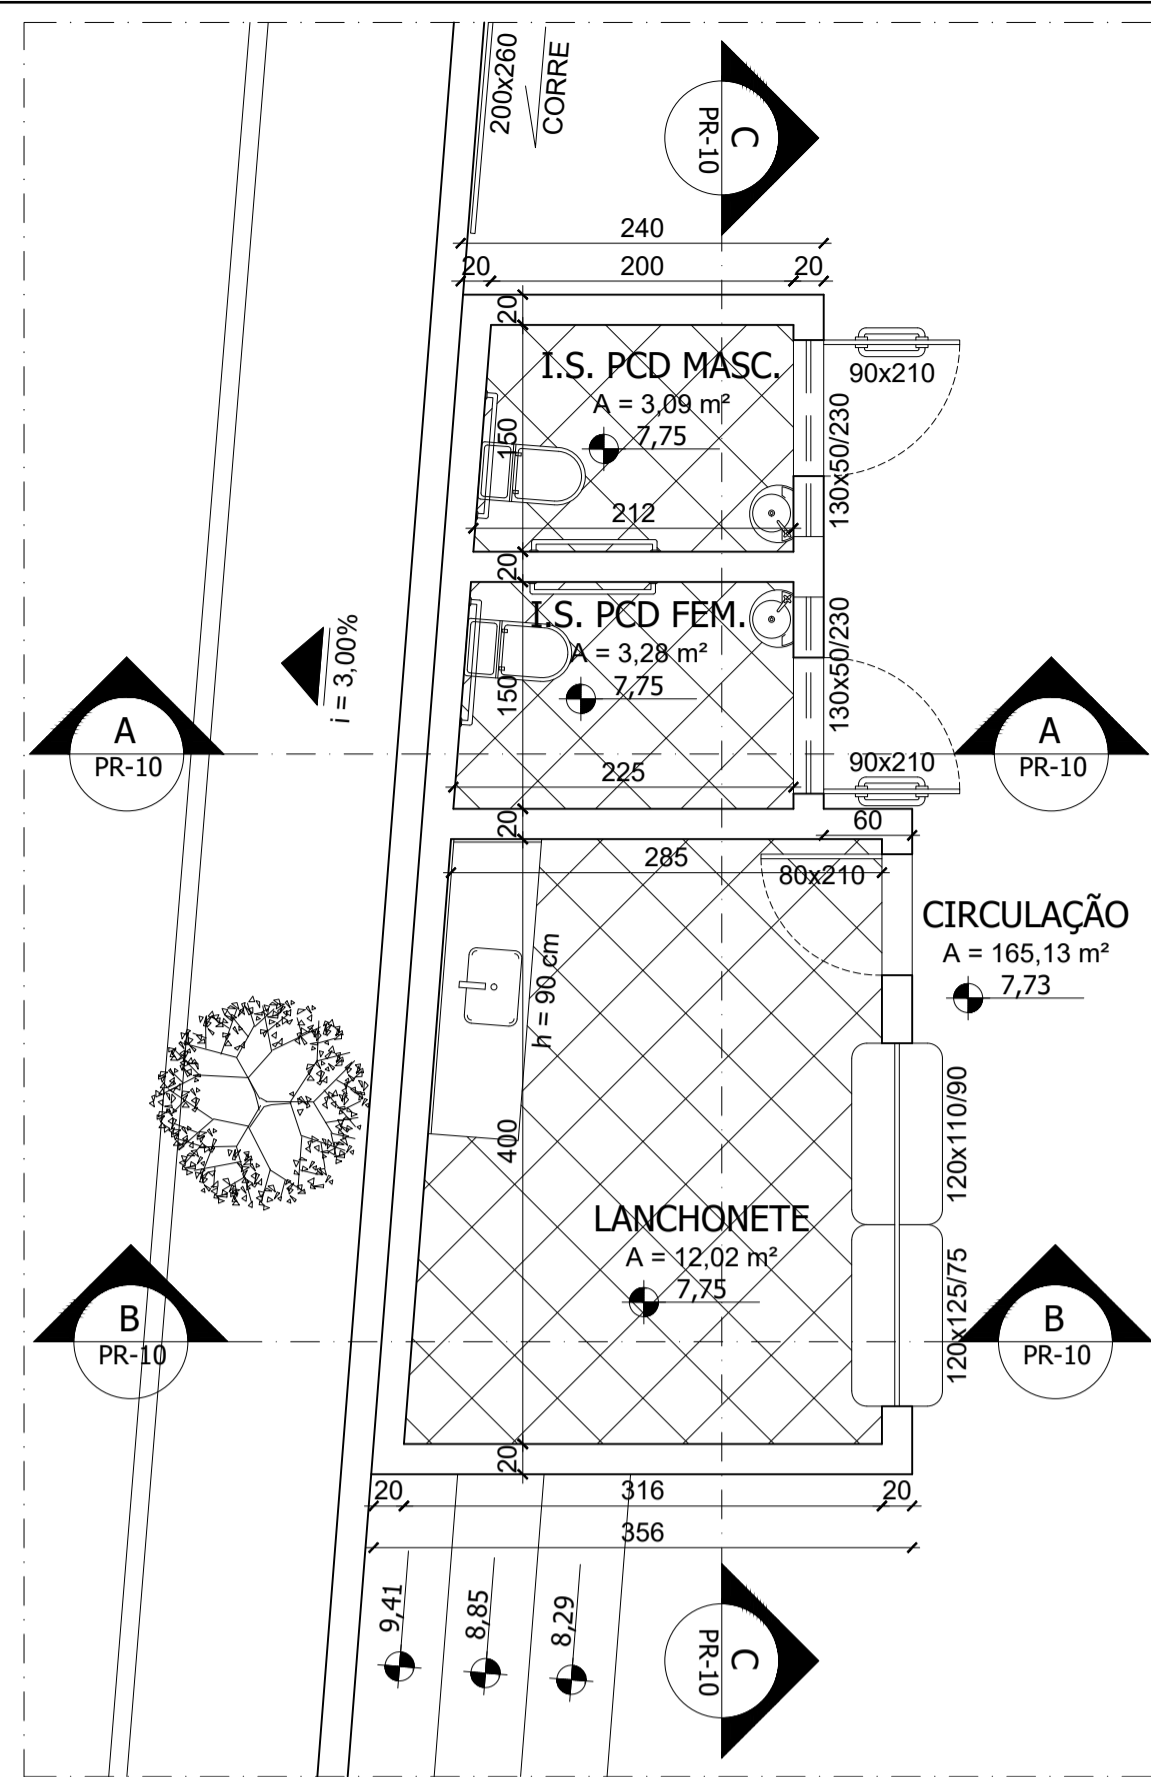 200x260
CORRE
C
PR-10
240
20
200
20
20
I.S. PCD MASC.
A = 3,09 m²
7,75
90x210
150
130x50/230
212
20
I.S. PCD FEM.
A = 3,28 m²
7,75
150
130x50/230
i = 3,00%
A
PR-10
A
PR-10
225
90x210
20
60
285
80x210
CIRCULAÇÃO
A = 165,13 m²
7,73
h = 90 cm
120x110/90
400
LANCHONETE
A = 12,02 m²
7,75
120x125/75
B
PR-10
B
PR-10
20
20
316
20
356
9,41
8,85
8,29
C
PR-10